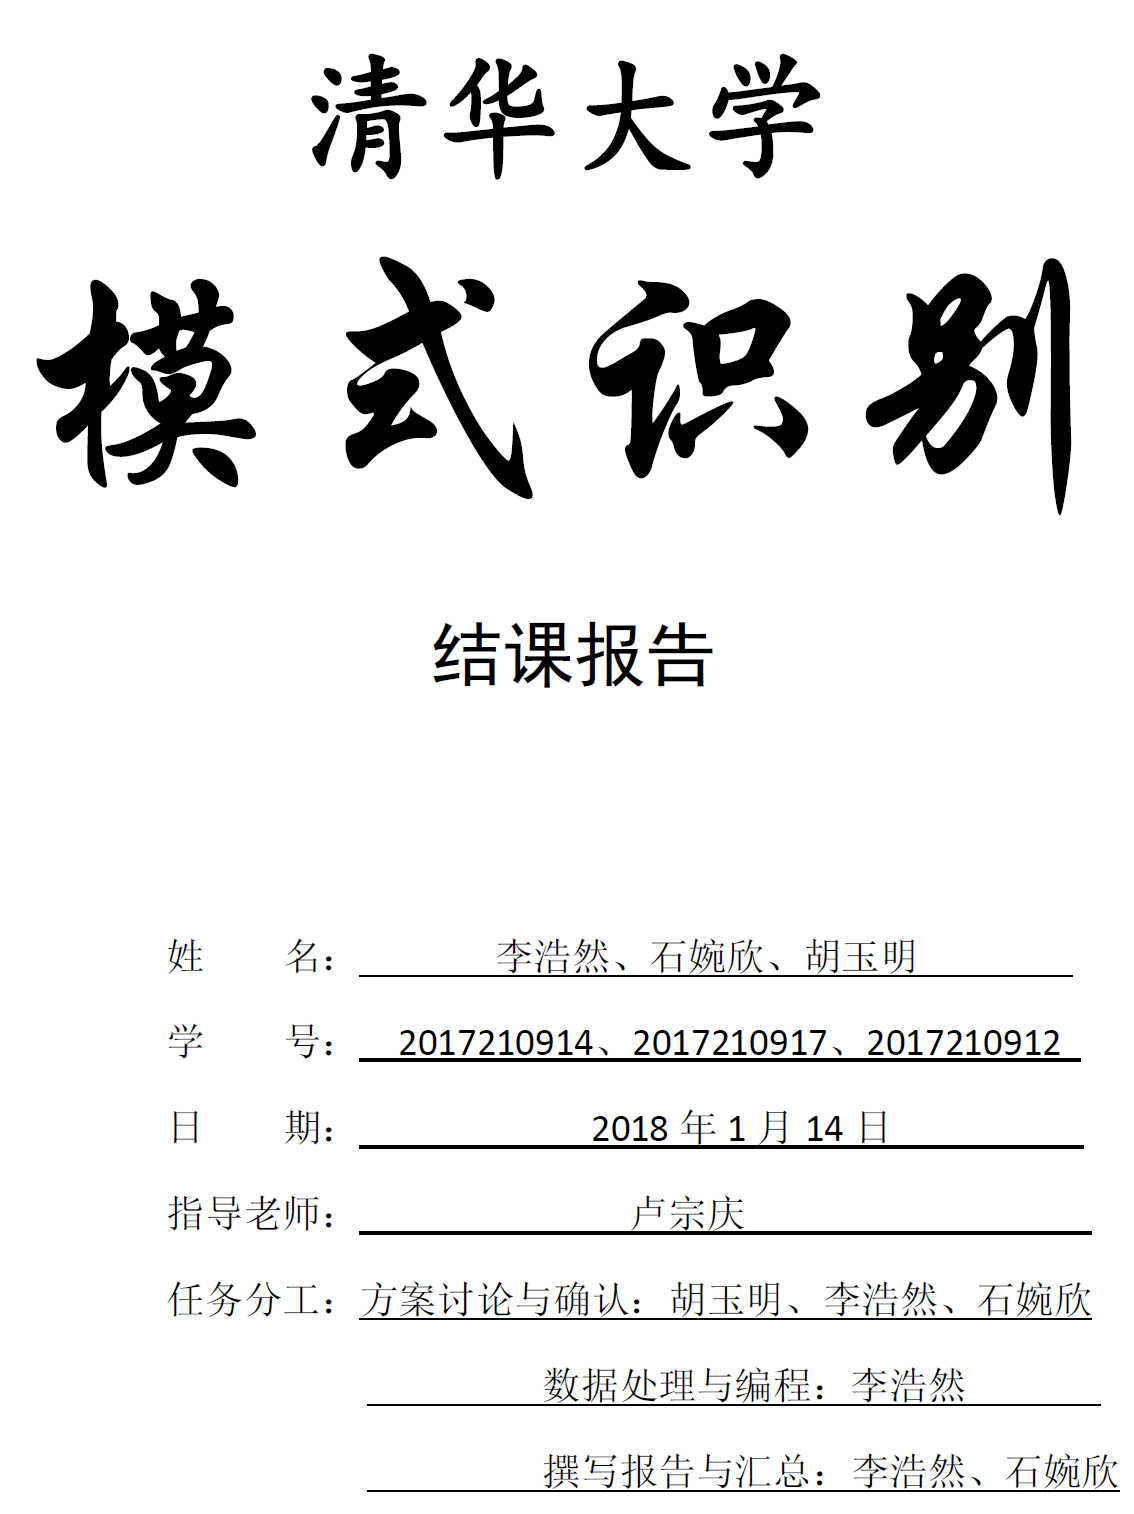 清华大学
模式识别
结课报告
姓 名： 李浩然、石婉欣、胡玉明
学 号： 2017210914、2017210917、2017210912
日 期： 2018 年 1 月 14 日
指导老师： 卢宗庆
任务分工：方案讨论与确认：胡玉明、李浩然、石婉欣
数据处理与编程：李浩然
撰写报告与汇总：李浩然、石婉欣